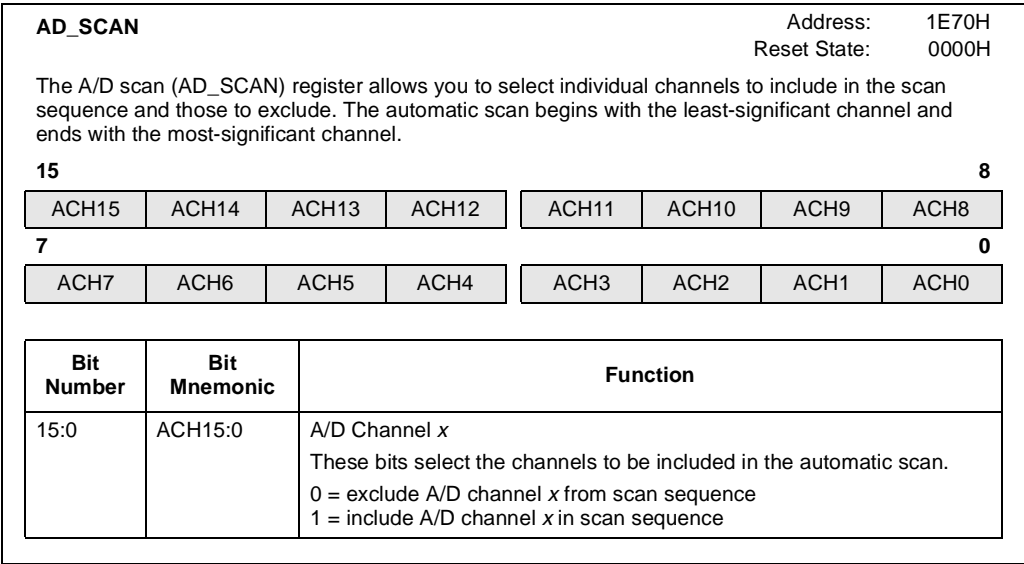 AD_SCAN
Address: 1E70H
Reset State: 0000H
The A/D scan (AD_SCAN) register allows you to select individual channels to include in the scan
sequence and those to exclude. The automatic scan begins with the least-significant channel and
ends with the most-significant channel.
15 8
ACH15 ACH14 ACH13 ACH12 ACH11 ACH10 ACH9 ACH8
7 0
ACH7 ACH6 ACH5 ACH4 ACH3 ACH2 ACH1 ACH0
Bit Number Bit Mnemonic Function
15:0 ACH15:0 A/D Channel x
These bits select the channels to be included in the automatic scan.
0 = exclude A/D channel x from scan sequence
1 = include A/D channel x in scan sequence